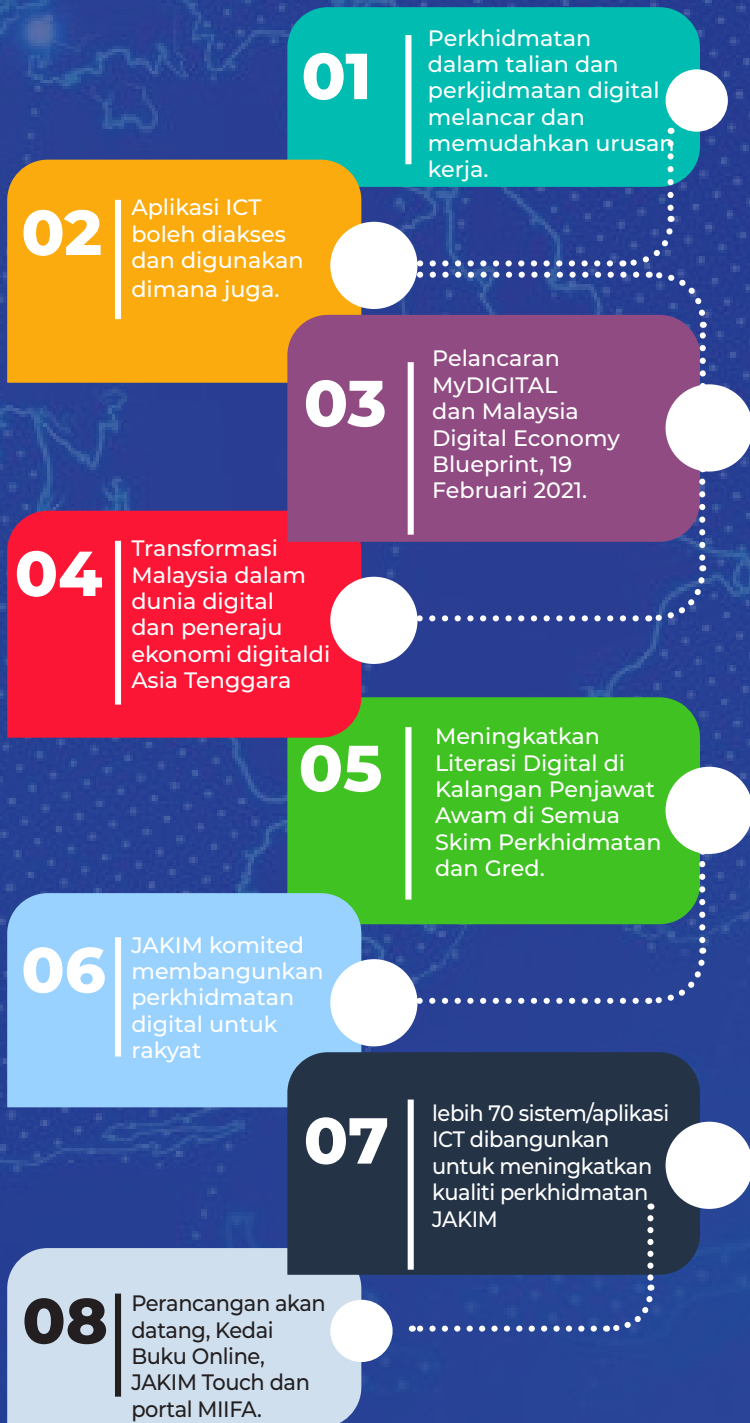 01
Perkhidmatan
dalam talian dan
perkjidmatan digital
melancar dan
memudahkan urusan
kerja.
02
Aplikasi ICT
boleh diakses
dan digunakan
dimana juga.
03
Pelancaran
MyDIGITAL
dan Malaysia
Digital Economy
Blueprint, 19
Februari 2021.
04
Transformasi
Malaysia dalam
dunia digital
dan peneraju
ekonomi digitaldi
Asia Tenggara
05
Meningkatkan
Literasi Digital di
Kalangan Penjawat
Awam di Semua
Skim Perkhidmatan
dan Gred.
06
JAKIM komited
membangunkan
perkhidmatan
digital untuk
rakyat
07
lebih 70 sistem/aplikasi
ICT dibangunkan
untuk meningkatkan
kualiti perkhidmatan
JAKIM
08
Perancangan akan
datang, Kedai
Buku Online,
JAKIM Touch dan
portal MIIFA.